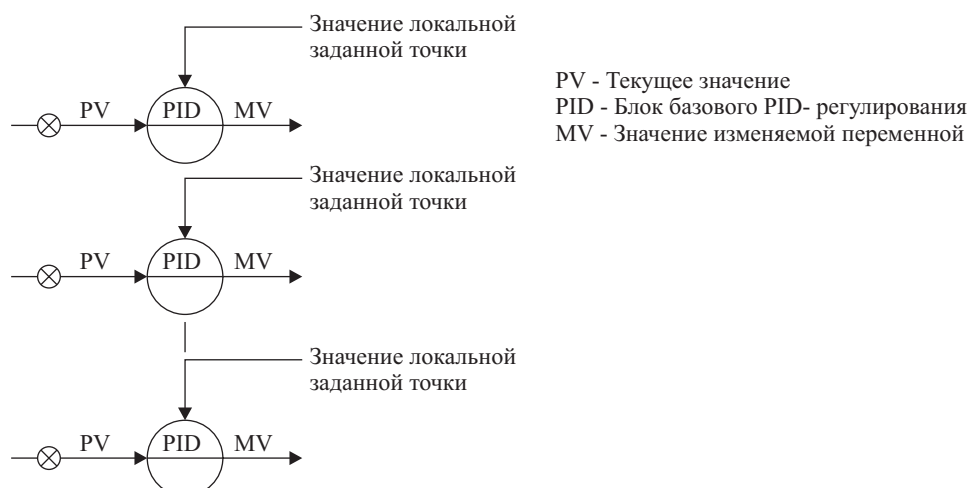 Значение локальной
заданной точки
PV - Текущее значение
PID - Блок базового PID- регулирования
MV - Значение изменяемой переменной
PV PID MV
Значение локальной
заданной точки
PV PID MV
Значение локальной
заданной точки
PV PID MV